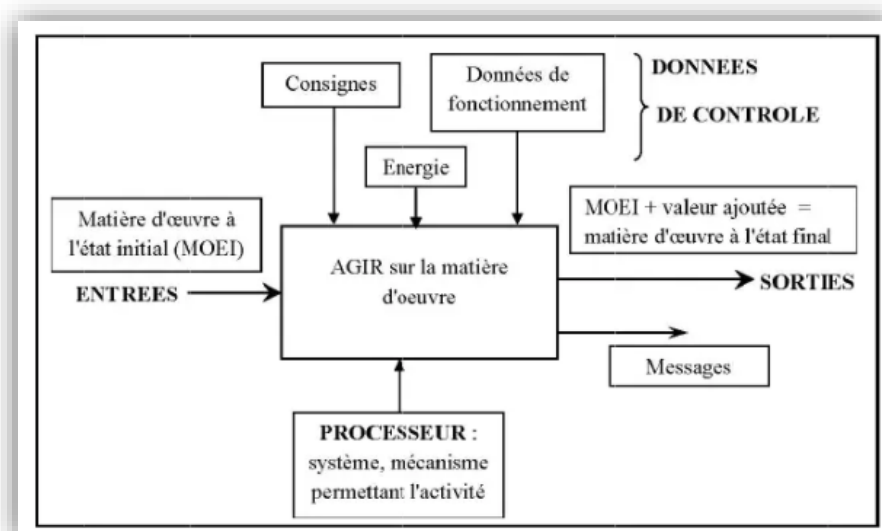 Consignes
Données de
fonctionnement
DONNEES
DE CONTROLE
Energie
Matière d'œuvre à
l'état initial (MOEI)
ENTREES
AGIR sur la matière
d'oeuvre
MOEI + valeur ajoutée =
matière d'œuvre à l'état final
SORTIES
Messages
PROCESSEUR :
système, mécanisme
permettant l'activité